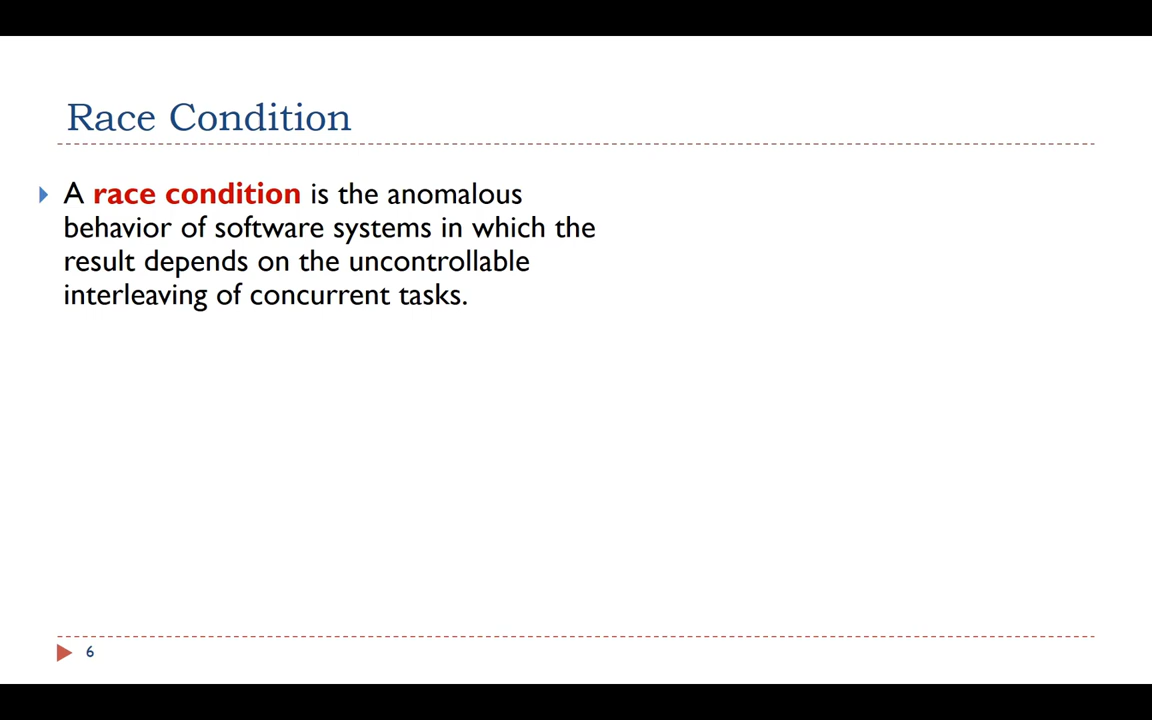 Race Condition
A race condition is the anomalous
behavior of software systems in which the
result depends on the uncontrollable
interleaving of concurrent tasks.
6